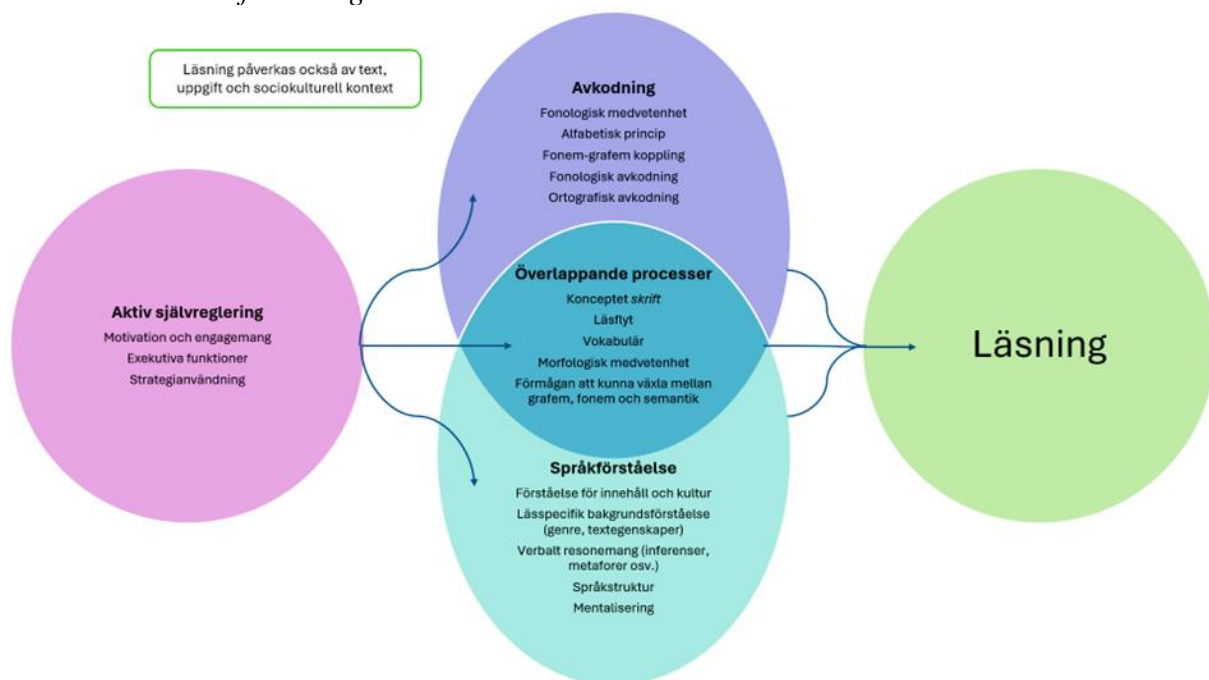 Läsning påverkas också av text,
uppgift och sociokulturell kontext
Avkodning
Fonologisk medvetenhet
Alfabetisk princip
Fonem-grafem koppling
Fonologisk avkodning
Ortografisk avkodning
Aktiv självreglering
Motivation och engagemang
Exekutiva funktioner
Strategianvändning
Överlappande processer
Konceptet skrift
Läsflyt
Vokabulär
Morfologisk medvetenhet
Förmågan att kunna växla mellan
grafem, fonem och semantik
Språkförståelse
Förståelse för innehåll och kultur
Lässpecifik bakgrundsförståelse
(genre, textegenskaper)
Verbalt resonemang (inferenser,
metaforer osv.)
Språkstruktur
Mentalisering
Läsning